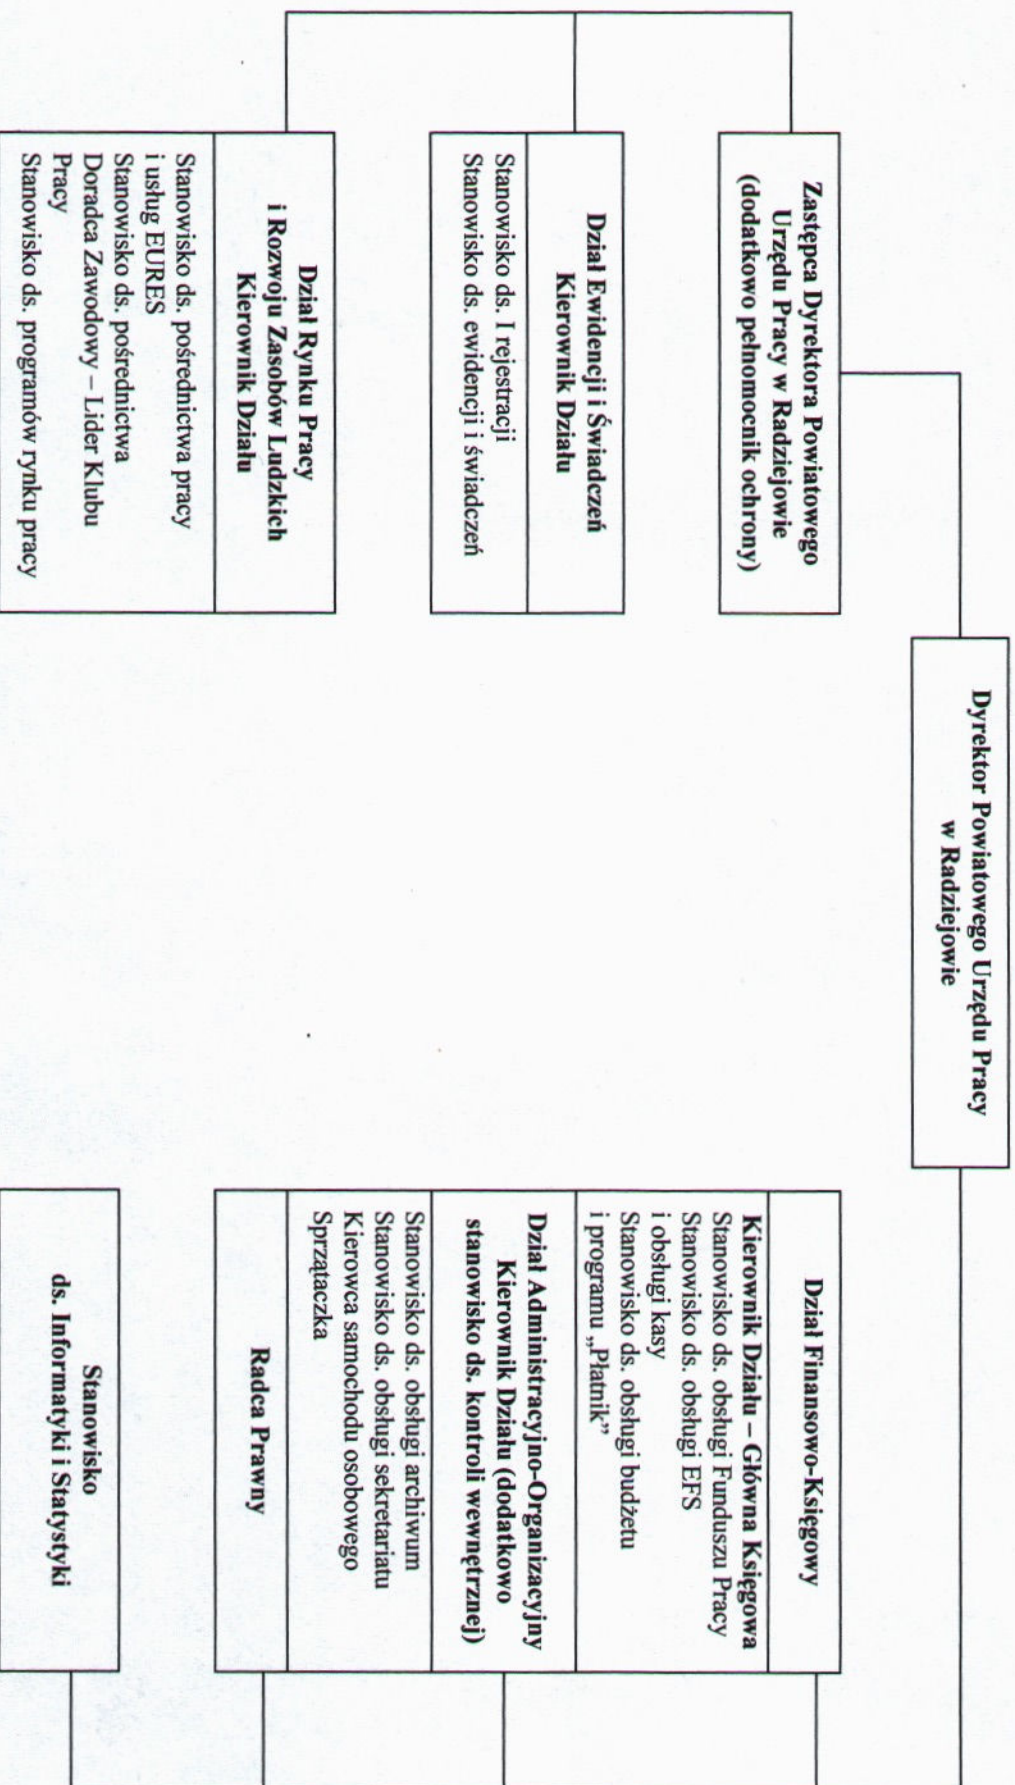 Dyrektor Powiatowego Urzędu Pracy
w Radziejowie
Zastępca Dyrektora Powiatowego
Urzędu Pracy w Radziejowie
(dodatkowo pełnomocnik ochrony)
Dział Ewidencji i Świadczeń
Kierownik Działu
Stanowisko ds. I rejestracji
Stanowisko ds. ewidencji i świadczeń
Dział Rynku Pracy
i Rozwoju Zasobów Ludzkich
Kierownik Działu
Stanowisko ds. pośrednictwa pracy
i usług EURES
Stanowisko ds. pośrednictwa
Doradca Zawodowy – Lider Klubu
Pracy
Stanowisko ds. programów rynku pracy
Dział Finansowo-Księgowy
Kierownik Działu – Główna Księgowa
Stanowisko ds. obsługi Funduszu Pracy
Stanowisko ds. obsługi EFS
i obsługi kasy
Stanowisko ds. obsługi budżetu
i programu „Płatnik”
Dział Administracyjno-Organizacyjny
Kierownik Działu (dodatkowo
stanowisko ds. kontroli wewnętrznej)
Stanowisko ds. obsługi archiwum
Stanowisko ds. obsługi sekretariatu
Kierowca samochodu osobowego
Sprzątaczka
Radca Prawny
Stanowisko
ds. Informatyki i Statystyki